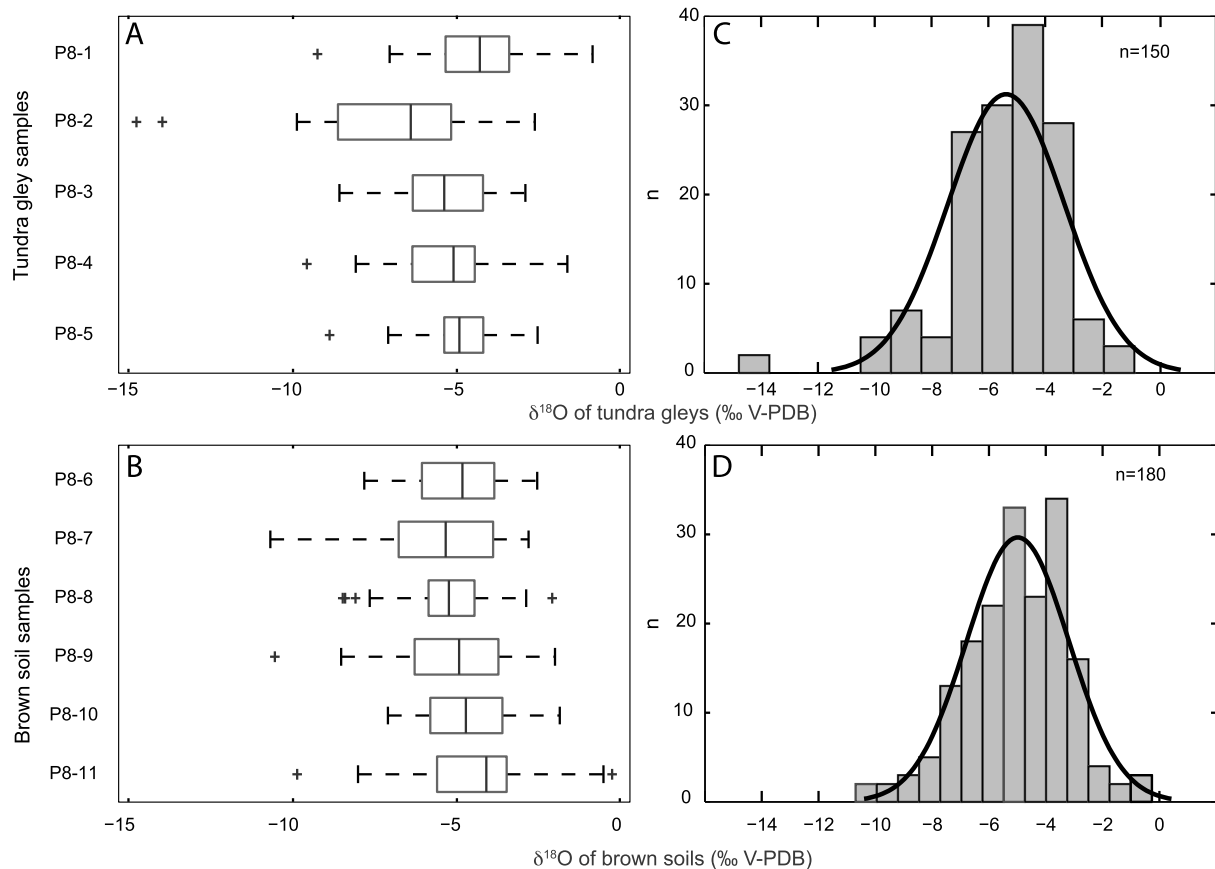 A
Tundra gley samples
P8-1
P8-2
P8-3
P8-4
P8-5
−15
−10
−5
0
C
n=150
n
40
30
20
10
0
−14
−12
−10
−8
−6
−4
−2
0
δ¹⁸O of tundra gleys (‰ V-PDB)
B
Brown soil samples
P8-6
P8-7
P8-8
P8-9
P8-10
P8-11
−15
−10
−5
0
D
n=180
n
40
30
20
10
0
−14
−12
−10
−8
−6
−4
−2
0
δ¹⁸O of brown soils (‰ V-PDB)